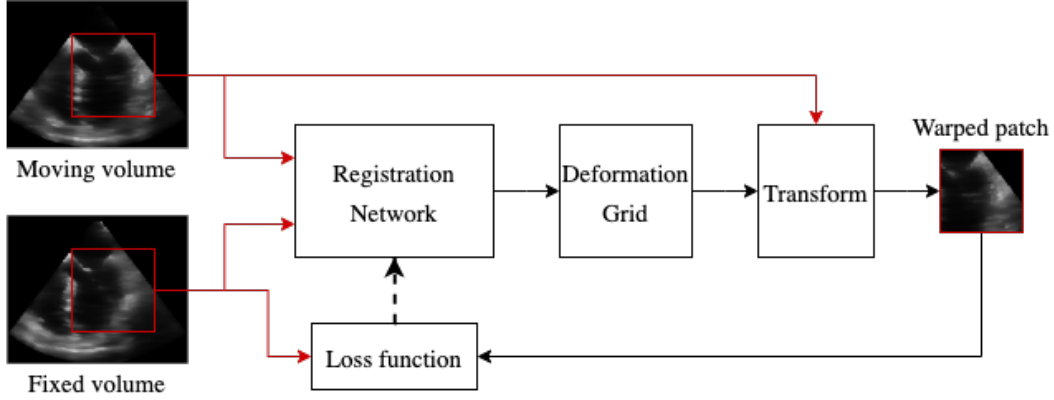 Moving volume
Registration
Network
Deformation
Grid
Transform
Warped patch
Loss function
Fixed volume